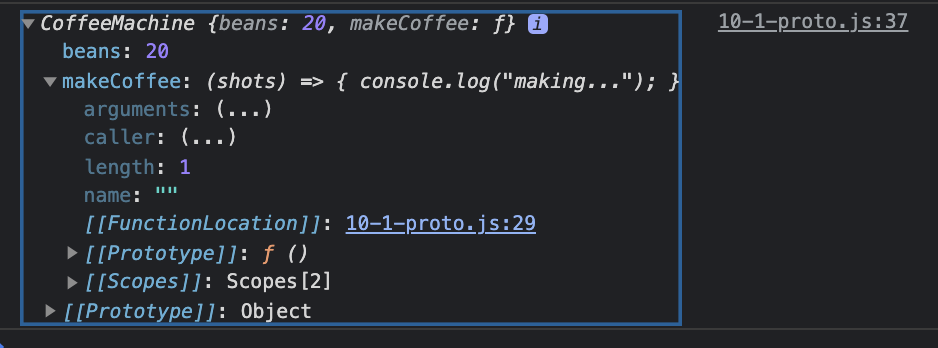 ▼CoffeeMachine {beans: 20, makeCoffee: ƒ} i 10-1-proto.js:37
beans: 20
▼makeCoffee: (shots) => { console.log("making..."); }
arguments: (...)
caller: (...)
length: 1
name: ""
[[FunctionLocation]]: 10-1-proto.js:29
▶[[Prototype]]: ƒ ()
▶[[Scopes]]: Scopes[2]
▶[[Prototype]]: Object